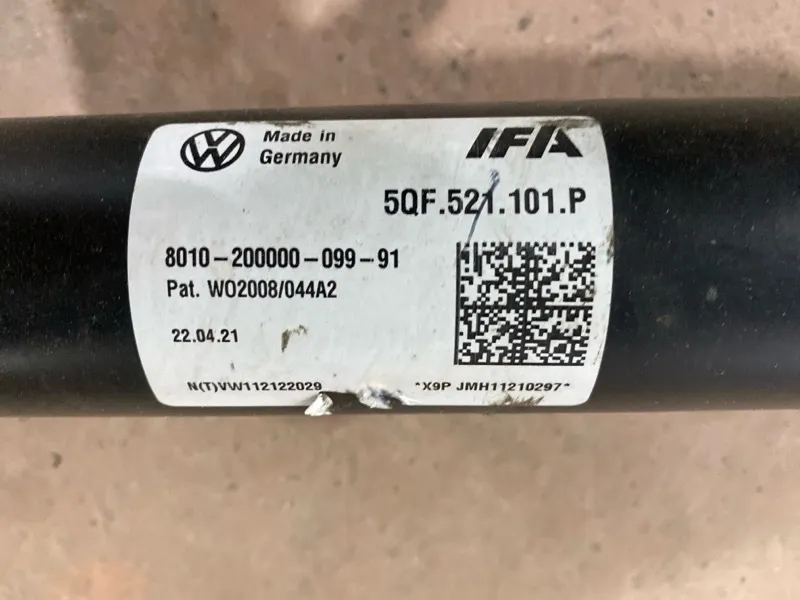 VW
Made in
Germany
IFA
5QF.521.101.P
8010-200000-099-91
Pat. WO2008/044A2
22.04.21
N(T)VW112122029
*X9P JMH11210297*